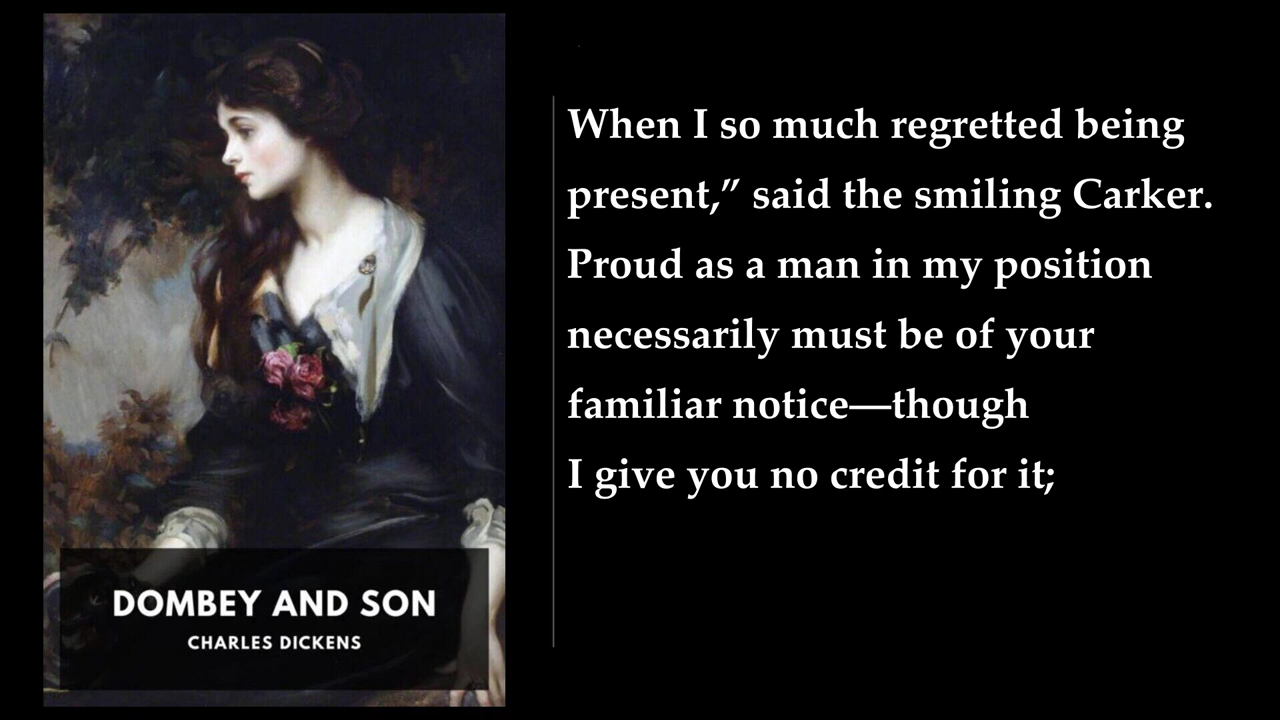 When I so much regretted being
present,” said the smiling Carker.
Proud as a man in my position
necessarily must be of your
familiar notice—though
I give you no credit for it;
DOMBEY AND SON
CHARLES DICKENS